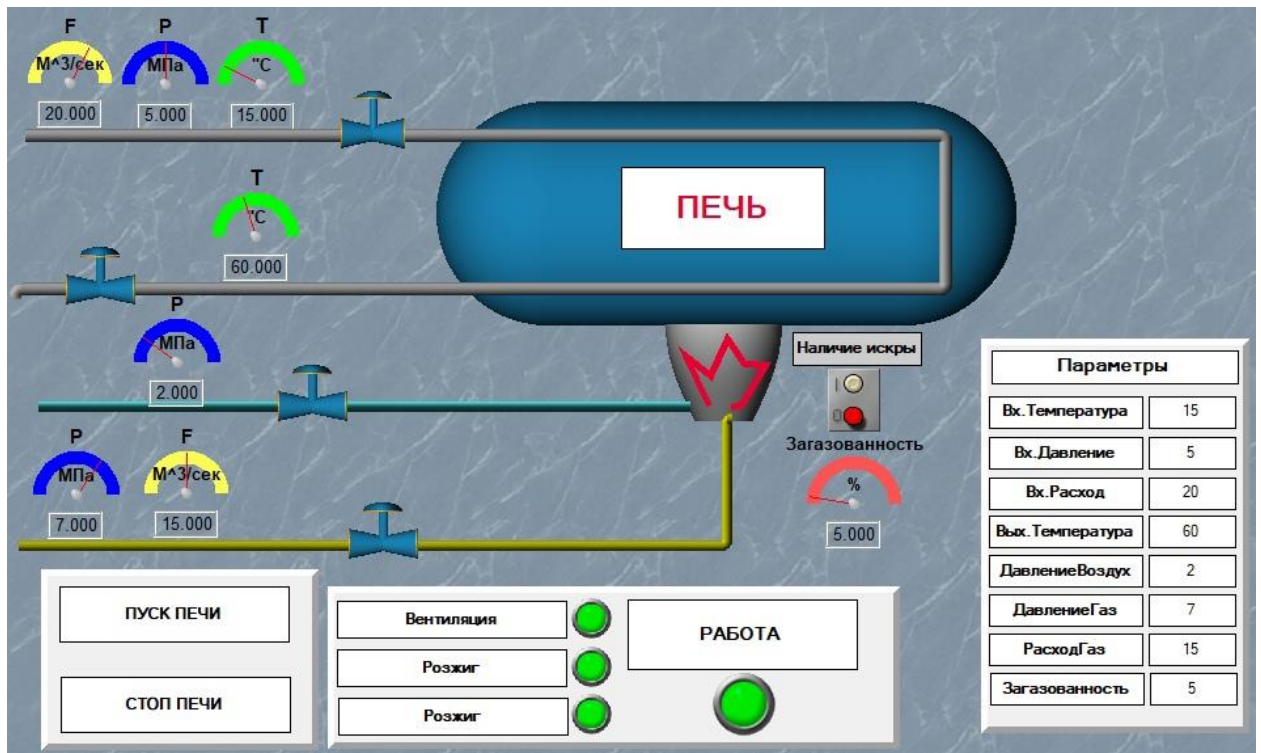 F P T
М^3/сек МПа "C
20.000 5.000 15.000
ПЕЧЬ
T
"C
60.000
P
МПа
2.000
Наличие искры
I
0
Загазованность
%
5.000
P F
МПа М^3/сек
7.000 15.000
Параметры
Вх.Температура 15
Вх.Давление 5
Вх.Расход 20
Вых.Температура 60
ДавлениеВоздух 2
ДавлениеГаз 7
РасходГаз 15
Загазованность 5
ПУСК ПЕЧИ
СТОП ПЕЧИ
Вентиляция
Розжиг
Розжиг
РАБОТА